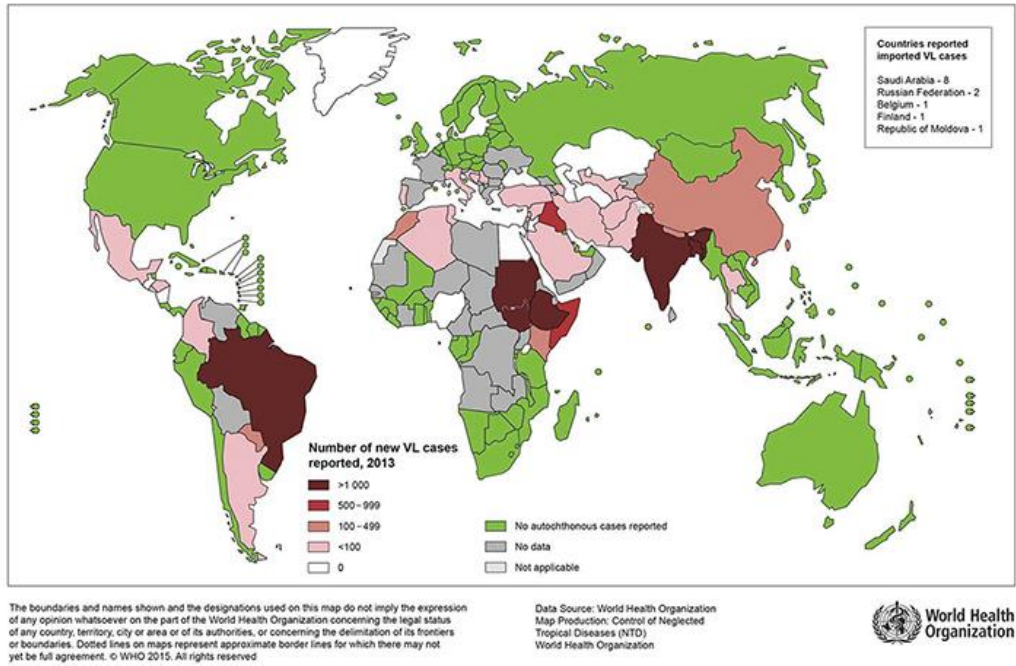 Countries reported
imported VL cases
Saudi Arabia - 8
Russian Federation - 2
Belgium - 1
Finland - 1
Republic of Moldova - 1
Number of new VL cases
reported, 2013
>1 000
500–999
100–499
<100
0
No autochthonous cases reported
No data
Not applicable
The boundaries and names shown and the designations used on this map do not imply the expression
of any opinion whatsoever on the part of the World Health Organization concerning the legal status
of any country, territory, city or area or of its authorities, or concerning the delimitation of its frontiers
or boundaries. Dotted lines on maps represent approximate border lines for which there may not
yet be full agreement. © WHO 2015. All rights reserved
Data Source: World Health Organization
Map Production: Control of Neglected
Tropical Diseases (NTD)
World Health Organization
World Health
Organization